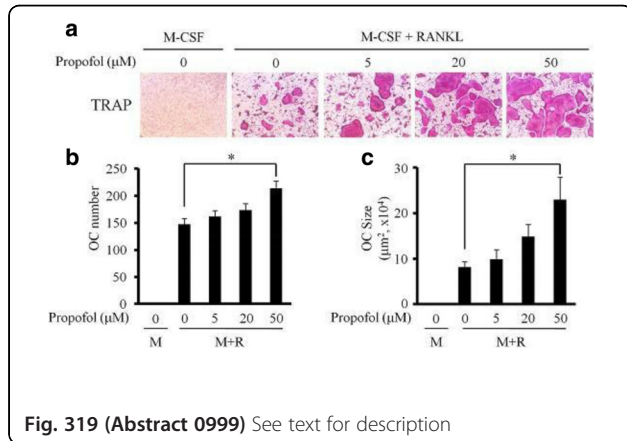 a
M-CSF M-CSF + RANKL
Propofol (μM) 0 0 5 20 50
TRAP
b
250
200
150
100
50
0
OC number
*
Propofol (μM) 0 0 5 20 50
M M+R
c
30
20
10
0
OC Size
(μm², x10⁴)
*
Propofol (μM) 0 0 5 20 50
M M+R
Fig. 319 (Abstract 0999) See text for description